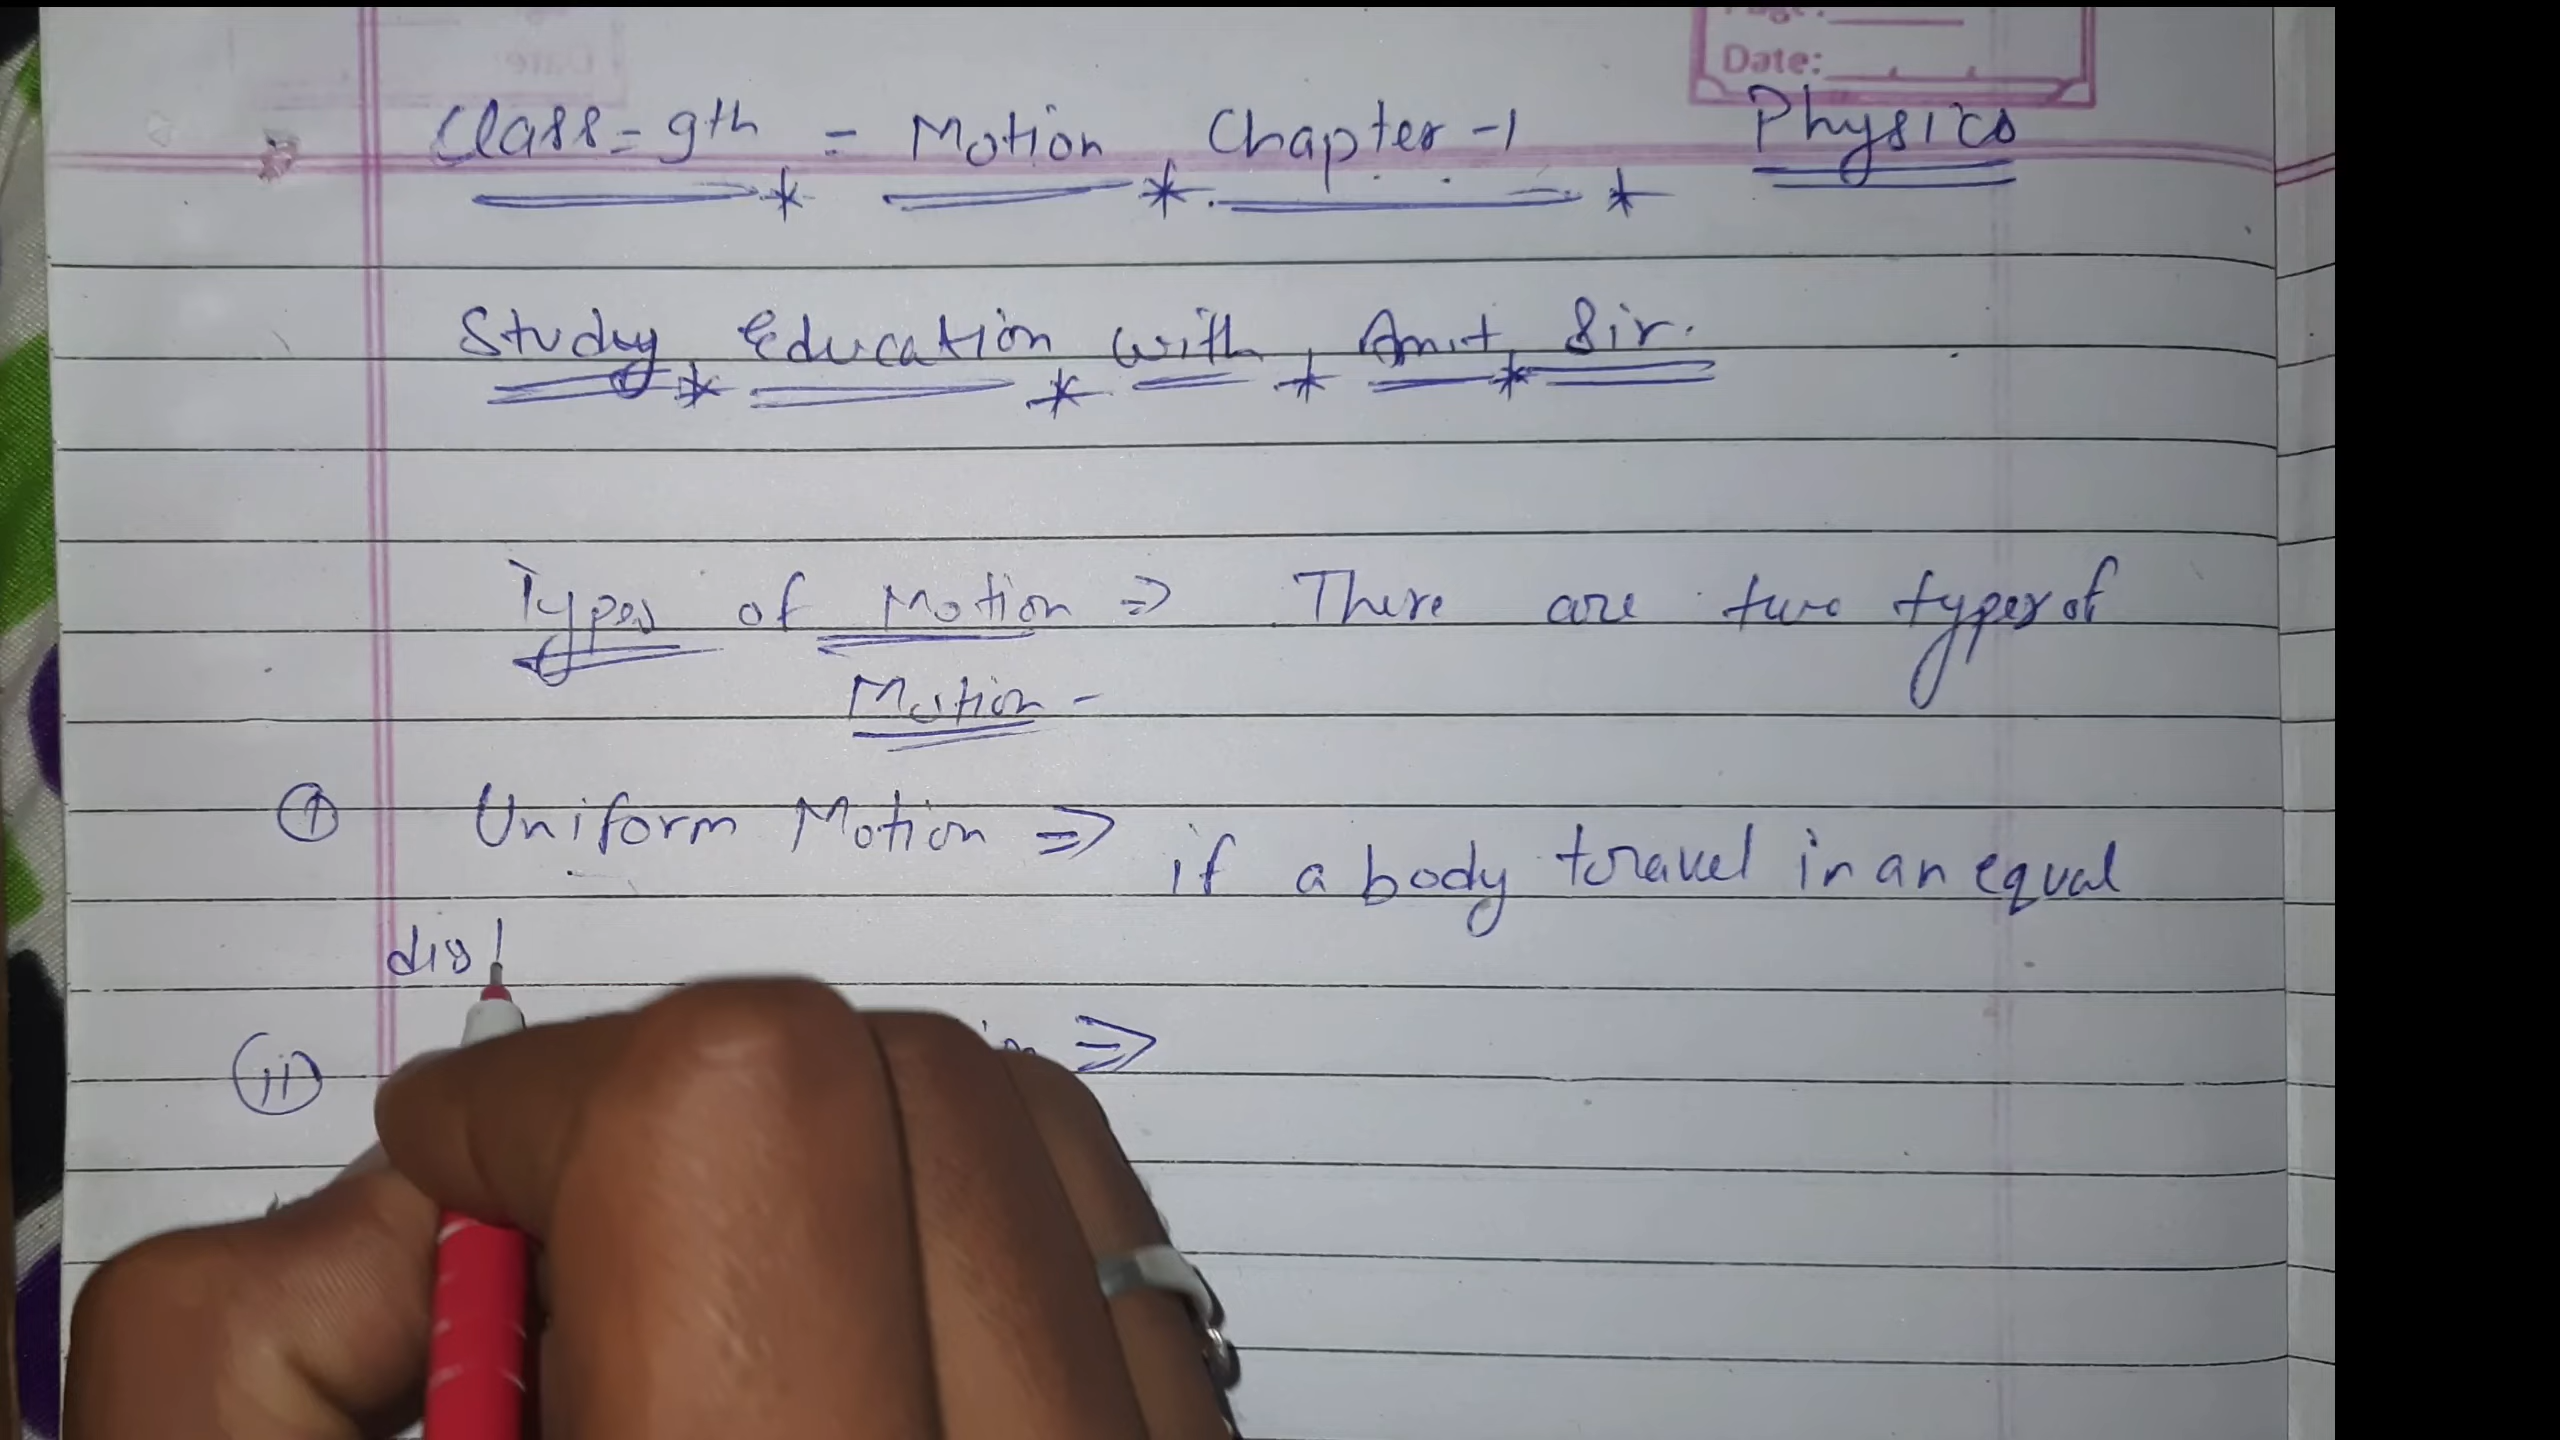 Page:
Date:
Class = 9th = Motion Chapter -1 Physics
Study Education with Amit Sir.
Types of Motion ⇒ There are two types of
Motion -
(i) Uniform Motion ⇒ if a body travel in an equal
dis
(ii) ⇒